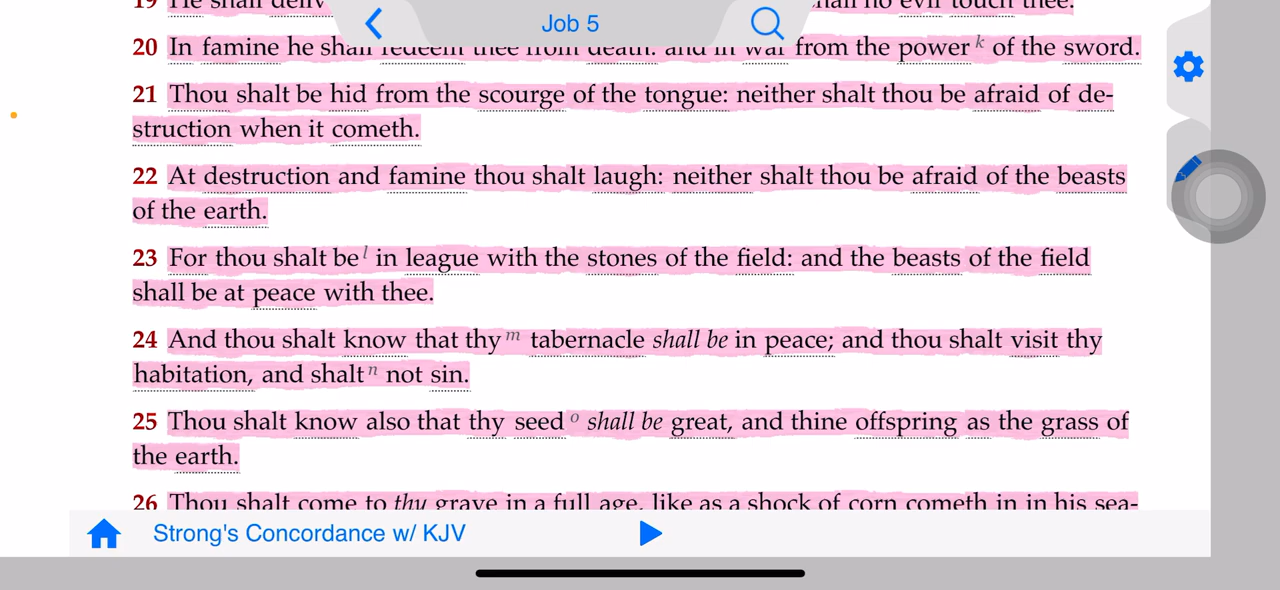 Job 5
evil touch thee.
20 In famine he shall redeem thee from death: and in war from the power k of the sword.
21 Thou shalt be hid from the scourge of the tongue: neither shalt thou be afraid of de-
struction when it cometh.
22 At destruction and famine thou shalt laugh: neither shalt thou be afraid of the beasts
of the earth.
23 For thou shalt be l in league with the stones of the field: and the beasts of the field
shall be at peace with thee.
24 And thou shalt know that thy m tabernacle shall be in peace; and thou shalt visit thy
habitation, and shalt n not sin.
25 Thou shalt know also that thy seed o shall be great, and thine offspring as the grass of
the earth.
26 Thou shalt come to thy grave in a full age, like as a shock of corn cometh in in his sea-
Strong's Concordance w/ KJV